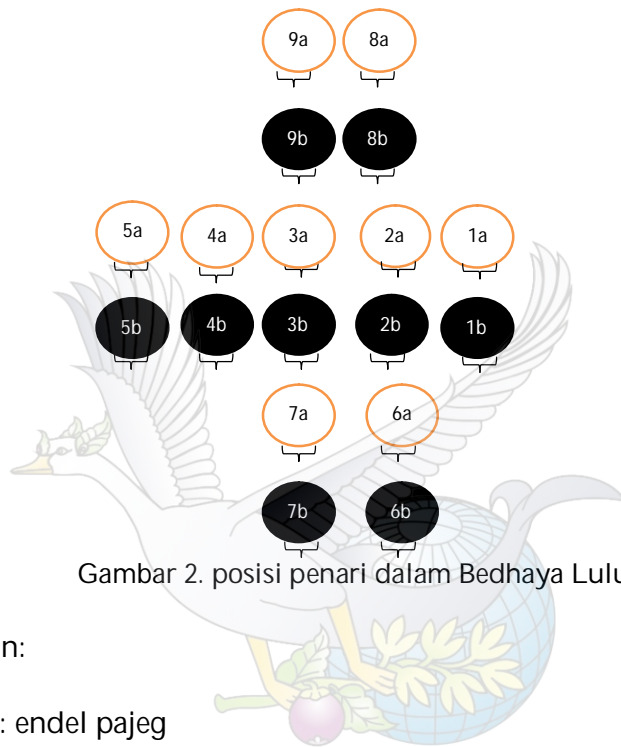 9a 8a
9b 8b
5a 4a 3a 2a 1a
5b 4b 3b 2b 1b
7a 6a
7b 6b
Gambar 2. posisi penari dalam Bedhaya Lulu
n:
: endel pajeg